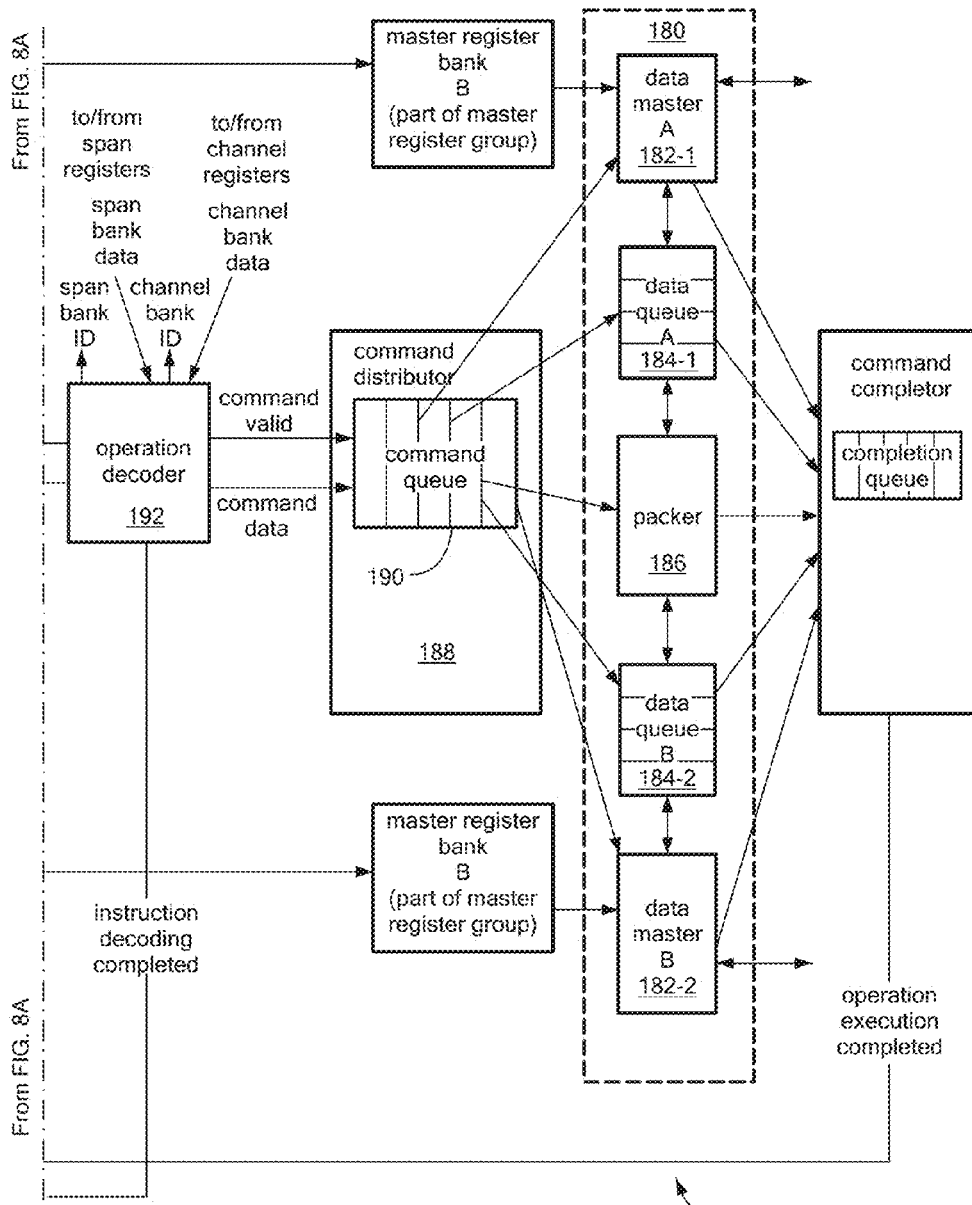 From FIG. 8A
master register
bank
B
(part of master
register group)
180
data
master
A
182-1
to/from
span
registers
to/from
channel
registers
span
bank
data
channel
bank
data
span
bank
ID
channel
bank
ID
data
queue
A
184-1
operation
decoder
192
command
valid
command
data
command
distributor
command
queue
190
188
packer
186
command
completor
completion
queue
data
queue
B
184-2
master register
bank
B
(part of master
register group)
data
master
B
182-2
instruction
decoding
completed
operation
execution
completed
From FIG. 8A